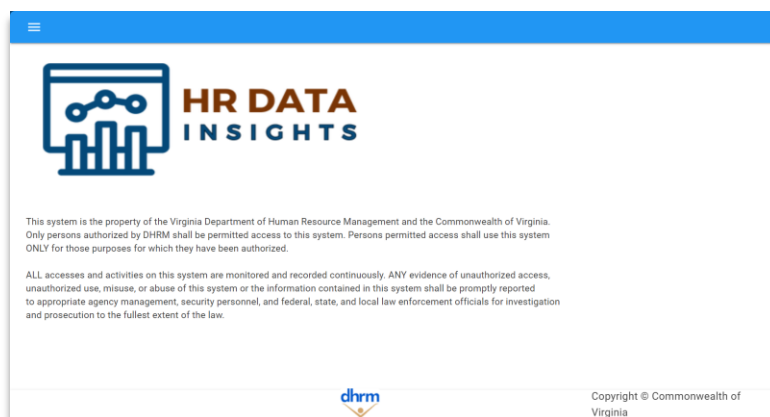 HR DATA
INSIGHTS
This system is the property of the Virginia Department of Human Resource Management and the Commonwealth of Virginia.
Only persons authorized by DHRM shall be permitted access to this system. Persons permitted access shall use this system
ONLY for those purposes for which they have been authorized.
ALL accesses and activities on this system are monitored and recorded continuously. ANY evidence of unauthorized access,
unauthorized use, misuse, or abuse of this system or the information contained in this system shall be promptly reported
to appropriate agency management, security personnel, and federal, state, and local law enforcement officials for investigation
and prosecution to the fullest extent of the law.
dhrm
Copyright © Commonwealth of
Virginia